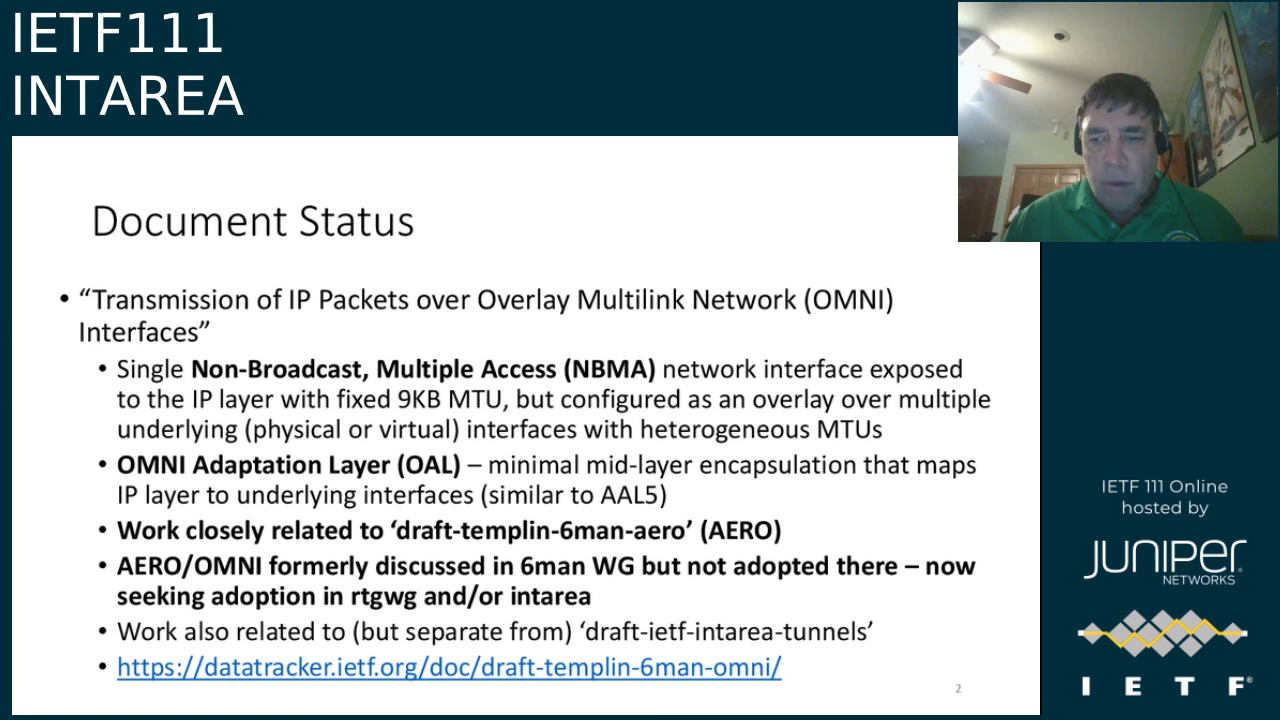 IETF111
INTAREA
Document Status
• “Transmission of IP Packets over Overlay Multilink Network (OMNI)
Interfaces”
• Single Non-Broadcast, Multiple Access (NBMA) network interface exposed
to the IP layer with fixed 9KB MTU, but configured as an overlay over multiple
underlying (physical or virtual) interfaces with heterogeneous MTUs
• OMNI Adaptation Layer (OAL) – minimal mid-layer encapsulation that maps
IP layer to underlying interfaces (similar to AAL5)
• Work closely related to ‘draft-templin-6man-aero’ (AERO)
• AERO/OMNI formerly discussed in 6man WG but not adopted there – now
seeking adoption in rtgwg and/or intarea
• Work also related to (but separate from) ‘draft-ietf-intarea-tunnels’
• https://datatracker.ietf.org/doc/draft-templin-6man-omni/
2
IETF 111 Online
hosted by
JUNIPER
NETWORKS
I E T F®